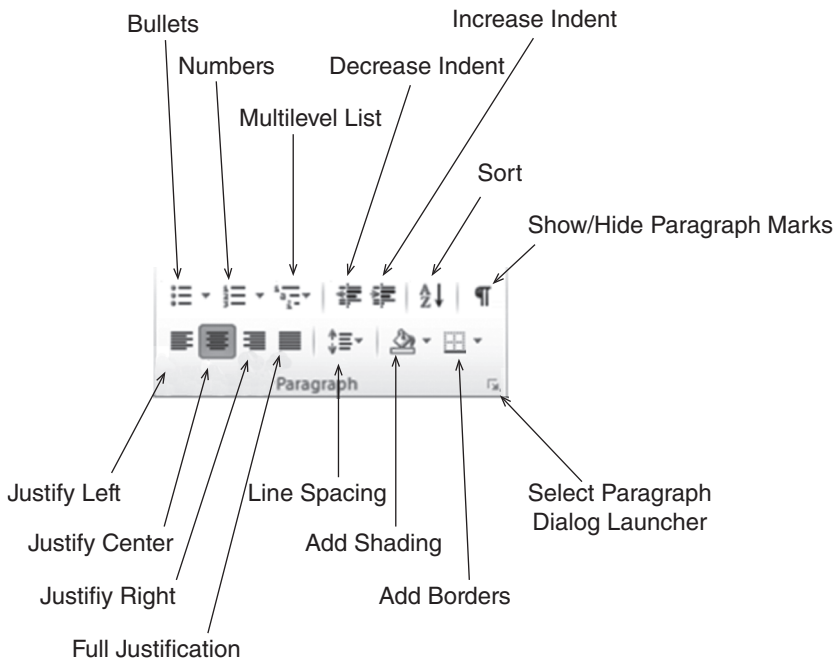 Increase Indent
Bullets
Numbers
Decrease Indent
Multilevel List
Sort
Show/Hide Paragraph Marks
Paragraph
Justify Left
Line Spacing
Select Paragraph
Dialog Launcher
Justify Center
Add Shading
Justifiy Right
Add Borders
Full Justification